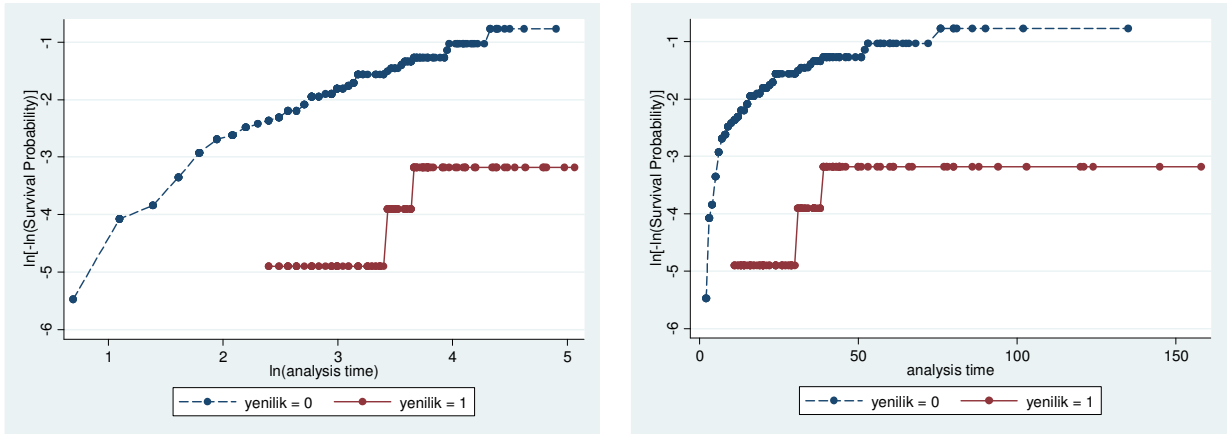 ln[-ln(Survival Probability)]
-1
-2
-3
-4
-5
-6
1 2 3 4 5
ln(analysis time)
yenilik = 0 yenilik = 1
ln[-ln(Survival Probability)]
-1
-2
-3
-4
-5
-6
0 50 100 150
analysis time
yenilik = 0 yenilik = 1